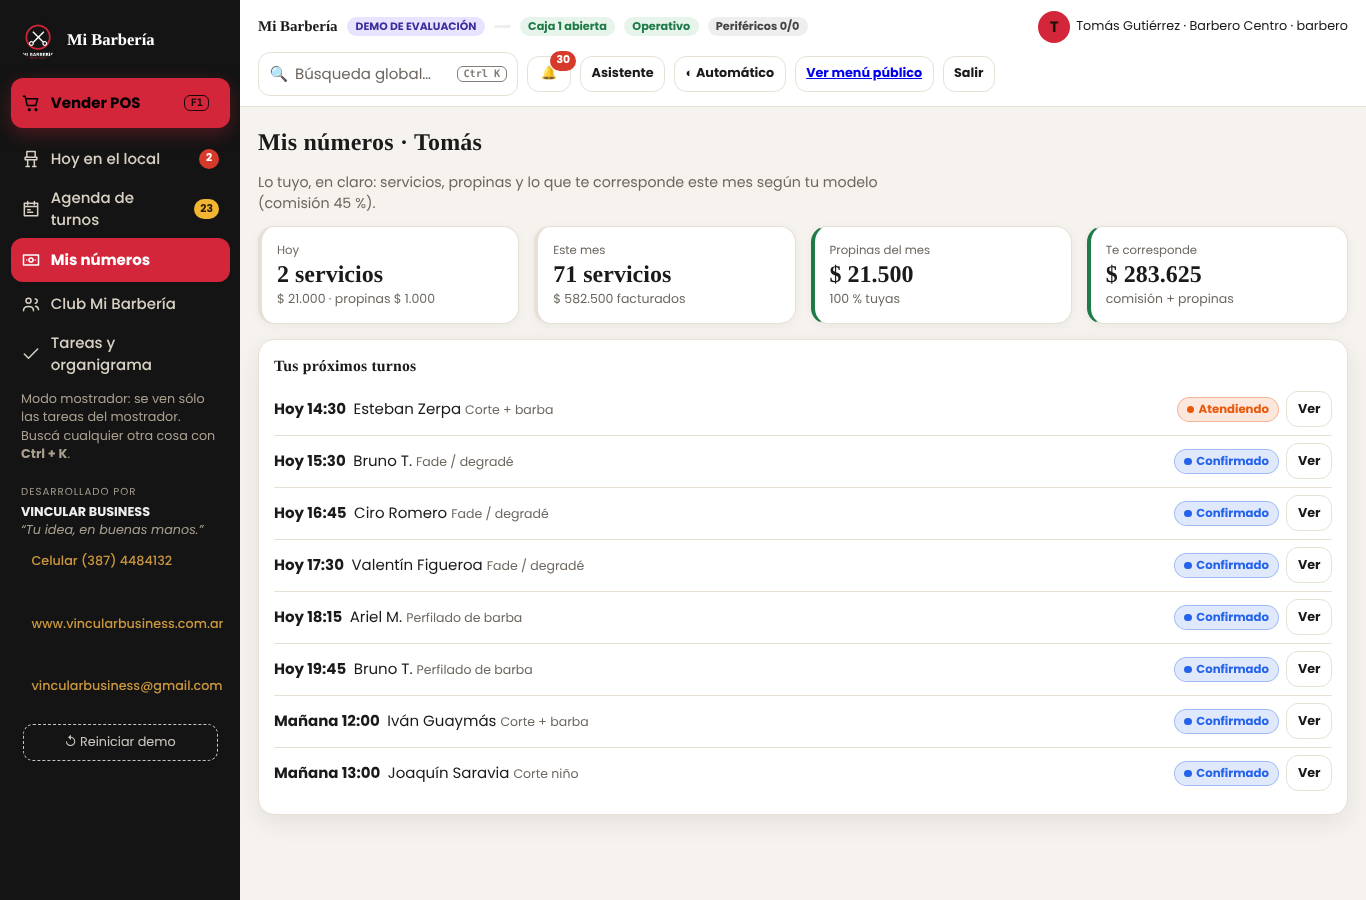 MI BARBERÍA
Mi Barbería
Vender POS F1
Hoy en el local 2
Agenda de
turnos 23
Mis números
Club Mi Barbería
Tareas y
organigrama
Modo mostrador: se ven sólo
las tareas del mostrador.
Buscá cualquier otra cosa con
Ctrl + K.
DESARROLLADO POR
VINCULAR BUSINESS
“Tu idea, en buenas manos.”
Celular (387) 4484132
www.vincularbusiness.com.ar
vincularbusiness@gmail.com
↺ Reiniciar demo
Mi Barbería DEMO DE EVALUACIÓN Caja 1 abierta Operativo Periféricos 0/0
T Tomás Gutiérrez · Barbero Centro · barbero
🔍 Búsqueda global... Ctrl K 🔔 30 Asistente Automático Ver menú público Salir
Mis números · Tomás
Lo tuyo, en claro: servicios, propinas y lo que te corresponde este mes según tu modelo
(comisión 45 %).
Hoy
2 servicios
$ 21.000 · propinas $ 1.000
Este mes
71 servicios
$ 582.500 facturados
Propinas del mes
$ 21.500
100 % tuyas
Te corresponde
$ 283.625
comisión + propinas
Tus próximos turnos
Hoy 14:30 Esteban Zerpa Corte + barba Atendiendo Ver
Hoy 15:30 Bruno T. Fade / degradé Confirmado Ver
Hoy 16:45 Ciro Romero Fade / degradé Confirmado Ver
Hoy 17:30 Valentín Figueroa Fade / degradé Confirmado Ver
Hoy 18:15 Ariel M. Perfilado de barba Confirmado Ver
Hoy 19:45 Bruno T. Perfilado de barba Confirmado Ver
Mañana 12:00 Iván Guaymás Corte + barba Confirmado Ver
Mañana 13:00 Joaquín Saravia Corte niño Confirmado Ver